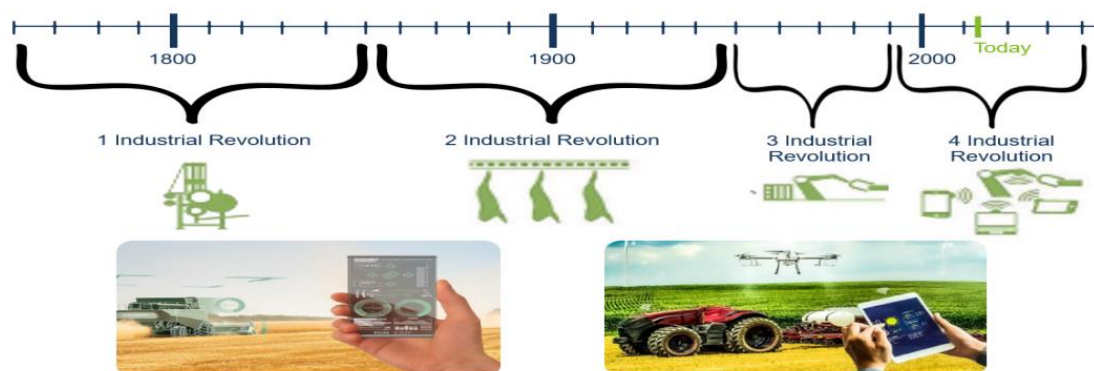 1800
1900
2000
Today
1 Industrial Revolution
2 Industrial Revolution
3 Industrial
Revolution
4 Industrial
Revolution